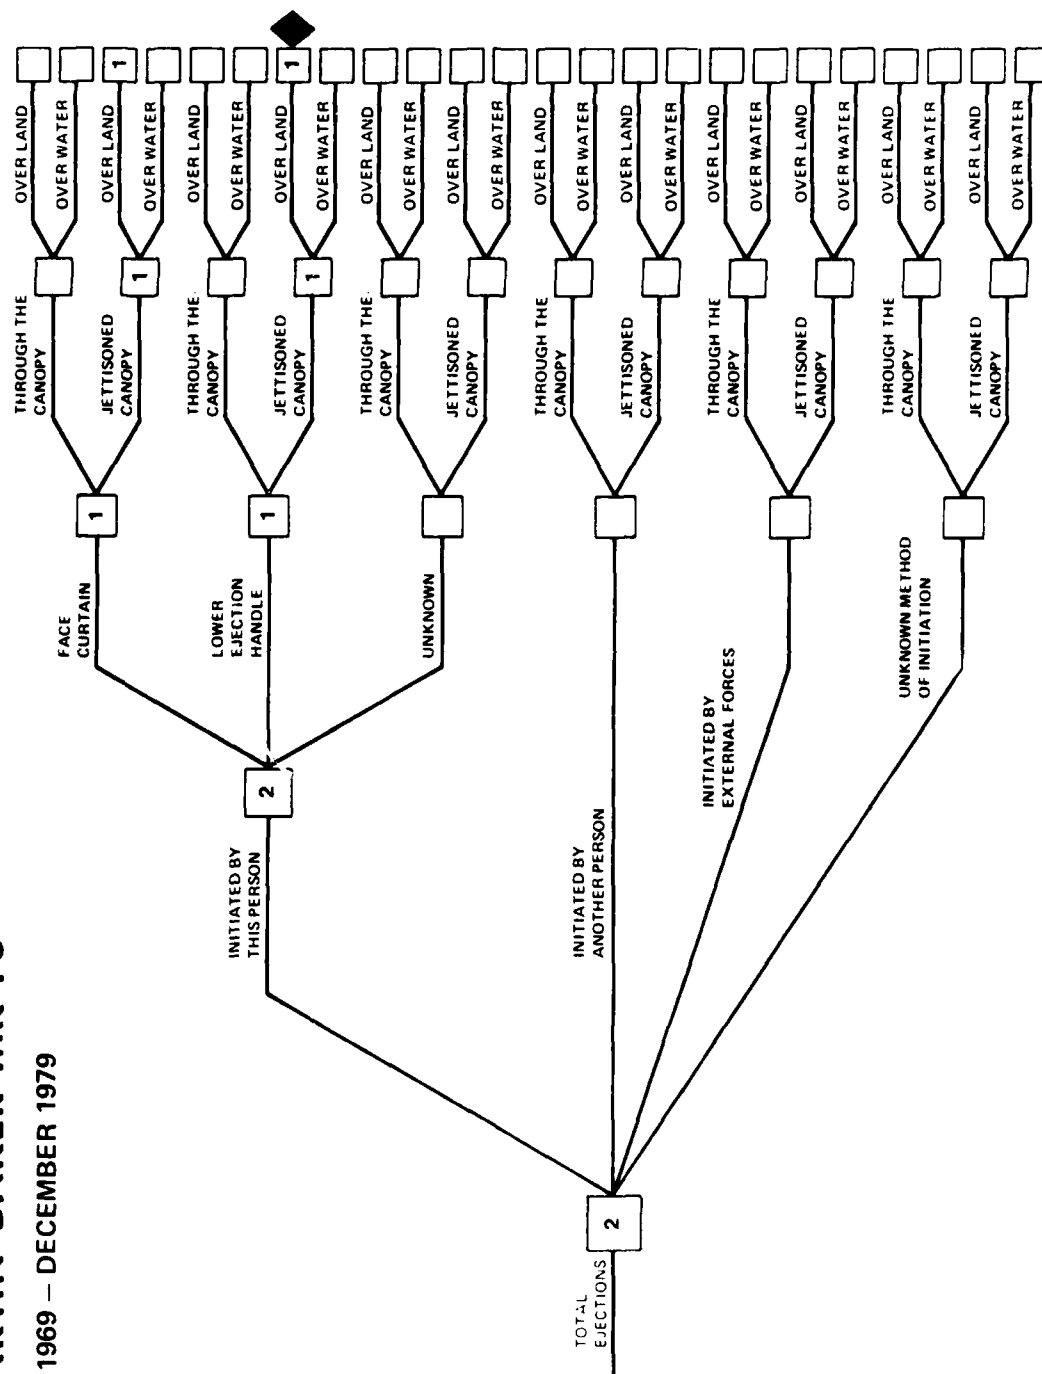 1969 – DECEMBER 1979
TOTAL
EJECTIONS
2
INITIATED BY
THIS PERSON
2
INITIATED BY
ANOTHER PERSON
INITIATED BY
EXTERNAL FORCES
UNKNOWN METHOD
OF INITIATION
FACE
CURTAIN
1
LOWER
EJECTION
HANDLE
1
UNKNOWN
THROUGH THE
CANOPY
JETTISONED
CANOPY
1
THROUGH THE
CANOPY
JETTISONED
CANOPY
1
THROUGH THE
CANOPY
JETTISONED
CANOPY
THROUGH THE
CANOPY
JETTISONED
CANOPY
THROUGH THE
CANOPY
JETTISONED
CANOPY
THROUGH THE
CANOPY
JETTISONED
CANOPY
OVER LAND
OVER WATER
OVER LAND
1
OVER WATER
OVER LAND
OVER WATER
OVER LAND
1
OVER WATER
OVER LAND
OVER WATER
OVER LAND
OVER WATER
OVER LAND
OVER WATER
OVER LAND
OVER WATER
OVER LAND
OVER WATER
OVER LAND
OVER WATER
OVER LAND
OVER WATER
OVER LAND
OVER WATER